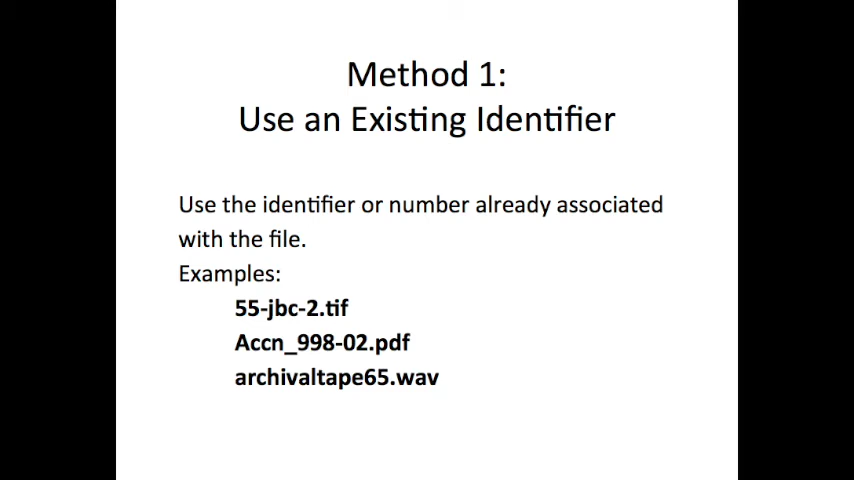 Method 1:
Use an Existing Identifier
Use the identifier or number already associated
with the file.
Examples:
55-jbc-2.tif
Accn_998-02.pdf
archivaltape65.wav